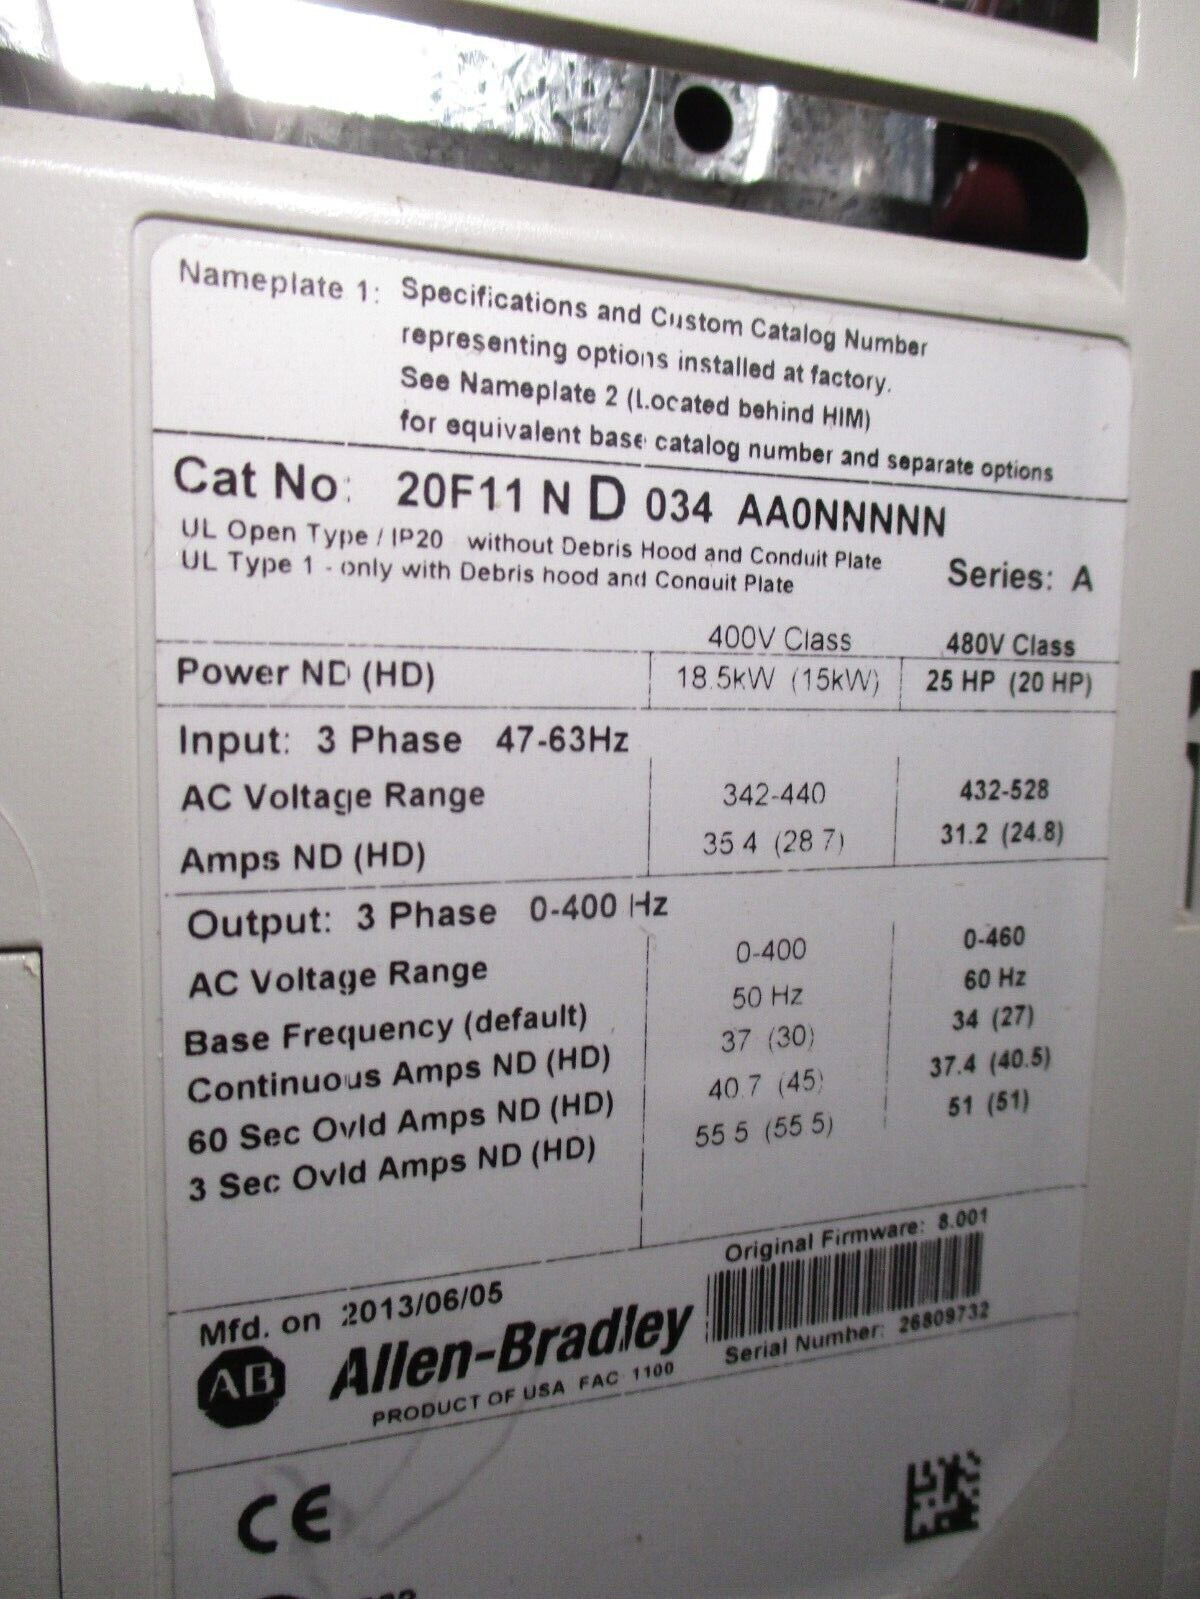 Nameplate 1: Specifications and Custom Catalog Number
representing options installed at factory.
See Nameplate 2 (Located behind HIM)
for equivalent base catalog number and separate options
Cat No: 20F11 N D 034 AA0NNNNN
UL Open Type / IP20 without Debris Hood and Conduit Plate
UL Type 1 - only with Debris hood and Conduit Plate
Series: A
400V Class 480V Class
Power ND (HD) 18.5kW (15kW) 25 HP (20 HP)
Input: 3 Phase 47-63Hz
AC Voltage Range 342-440 432-528
Amps ND (HD) 35.4 (28.7) 31.2 (24.8)
Output: 3 Phase 0-400 Hz
AC Voltage Range 0-400 0-460
Base Frequency (default) 50 Hz 60 Hz
Continuous Amps ND (HD) 37 (30) 34 (27)
60 Sec Ovld Amps ND (HD) 40.7 (45) 37.4 (40.5)
3 Sec Ovld Amps ND (HD) 55.5 (55.5) 51 (51)
Original Firmware: 8.001
Mfd. on 2013/06/05
Serial Number: 26809732
AB Allen-Bradley
PRODUCT OF USA FAC 1100
CE